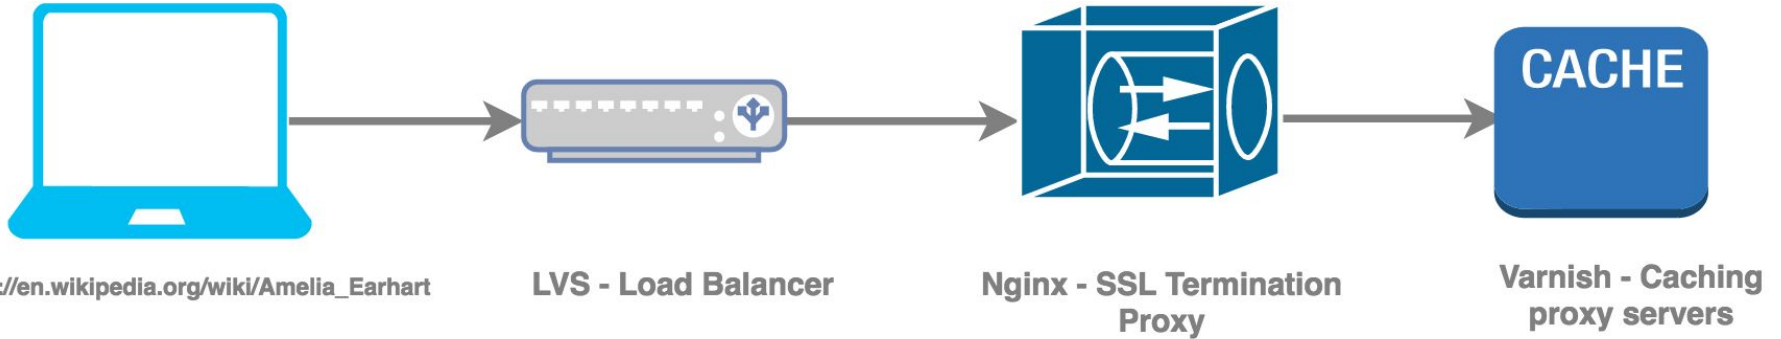 CACHE
://en.wikipedia.org/wiki/Amelia_Earhart
LVS - Load Balancer
Nginx - SSL Termination
Proxy
Varnish - Caching
proxy servers